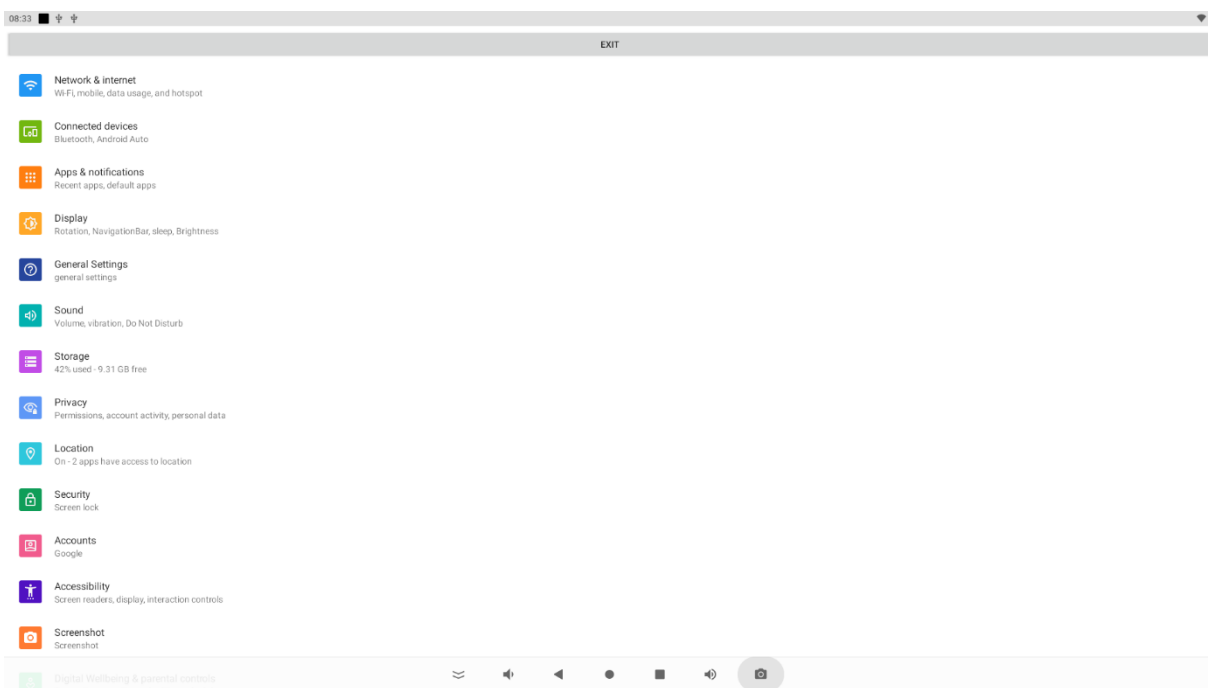 08:33
EXIT
Network & internet
Wi-Fi, mobile, data usage, and hotspot
Connected devices
Bluetooth, Android Auto
Apps & notifications
Recent apps, default apps
Display
Rotation, NavigationBar, sleep, Brightness
General Settings
general settings
Sound
Volume, vibration, Do Not Disturb
Storage
42% used - 9.31 GB free
Privacy
Permissions, account activity, personal data
Location
On - 2 apps have access to location
Security
Screen lock
Accounts
Google
Accessibility
Screen readers, display, interaction controls
Screenshot
Screenshot
Digital Wellbeing & parental controls